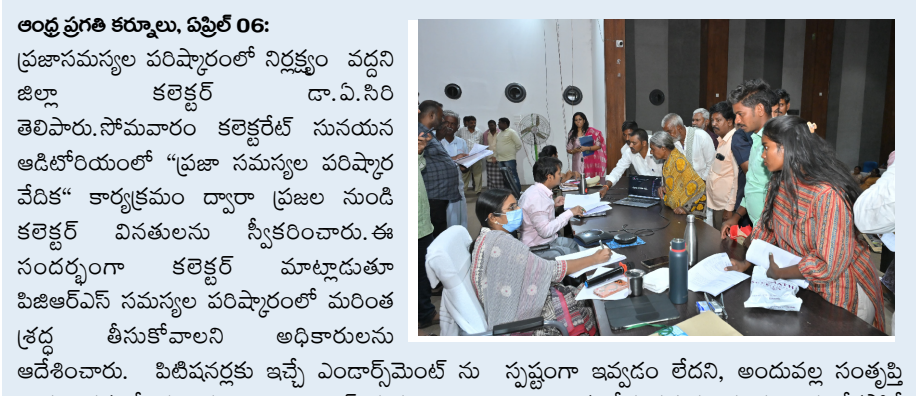 ఆంధ్ర ప్రగతి కర్నూలు, ఏప్రిల్ 06:
ప్రజాసమస్యల పరిష్కారంలో నిర్లక్ష్యం వద్దని
జిల్లా కలెక్టర్ డా.ఏ.సిరి
తెలిపారు.సోమవారం కలెక్టరేట్ సునయన
ఆడిటోరియంలో “ప్రజా సమస్యల పరిష్కార
వేదిక“ కార్యక్రమం ద్వారా ప్రజల నుండి
కలెక్టర్ వినతులను స్వీకరించారు.ఈ
సందర్భంగా కలెక్టర్ మాట్లాడుతూ
పిజిఆర్ఎస్ సమస్యల పరిష్కారంలో మరింత
శ్రద్ధ తీసుకోవాలని అధికారులను
ఆదేశించారు. పిటిషనర్లకు ఇచ్చే ఎండార్స్‌మెంట్ ను స్పష్టంగా ఇవ్వడం లేదని, అందువల్ల సంతృప్తి